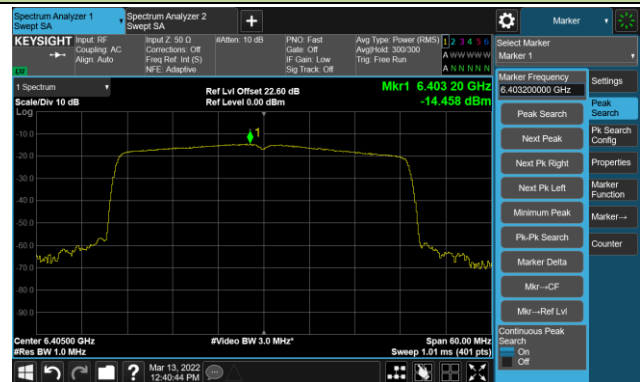 Spectrum Analyzer 1
Swept SA
Spectrum Analyzer 2
Swept SA
+
Marker
KEYSIGHT
Input: RF
Coupling: AC
Align: Auto
Input Z: 50 Ω
Corrections: Off
Freq Ref: Int (S)
NFE: Adaptive
#Atten: 10 dB
PNO: Fast
Gate: Off
IF Gain: Low
Sig Track: Off
Avg Type: Power (RMS)
Avg|Hold: 300/300
Trig: Free Run
1 2 3 4 5 6
A W W W W W
A N N N N N
LW
Select Marker
Marker 1
1 Spectrum
Scale/Div 10 dB
Log
Ref Lvl Offset 22.60 dB
Ref Level 0.00 dBm
Mkr1 6.403 20 GHz
-14.458 dBm
1
-10.0
-20.0
-30.0
-40.0
-50.0
-60.0
-70.0
-80.0
-90.0
Center 6.40500 GHz
#Res BW 1.0 MHz
#Video BW 3.0 MHz*
Span 60.00 MHz
Sweep 1.01 ms (401 pts)
Marker Frequency
6.403200000 GHz
Peak Search
Next Peak
Next Pk Right
Next Pk Left
Minimum Peak
Pk-Pk Search
Marker Delta
Mkr→CF
Mkr→Ref Lvl
Continuous Peak
Search
On
Off
Settings
Peak
Search
Pk Search
Config
Properties
Marker
Function
Marker→
Counter
?
Mar 13, 2022
12:40:44 PM